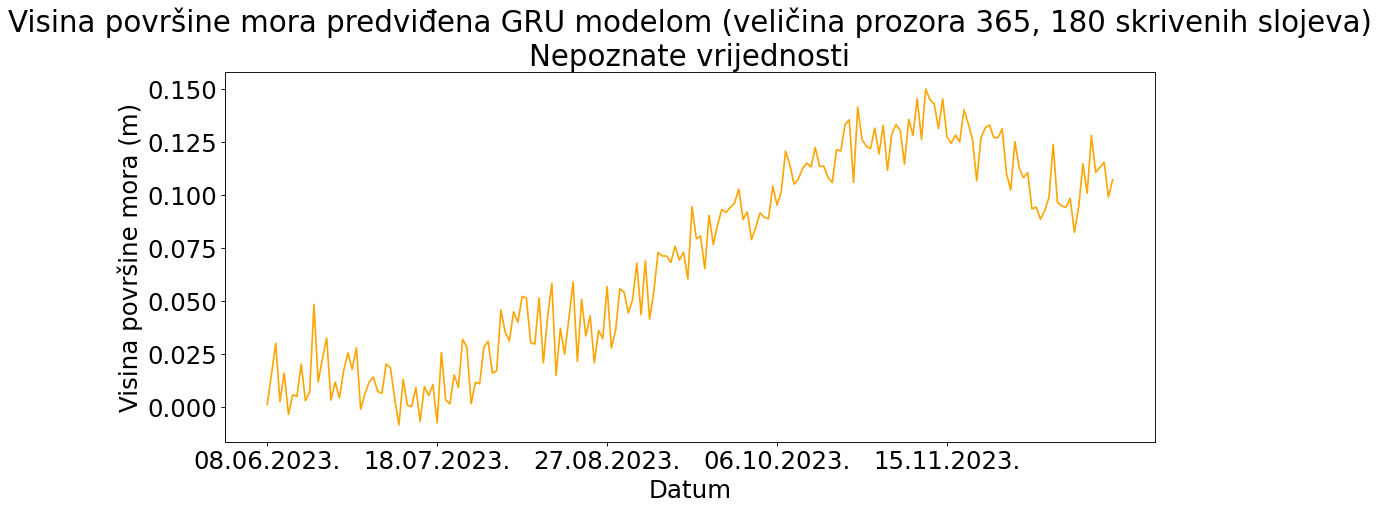 Visina površine mora predviđena GRU modelom (veličina prozora 365, 180 skrivenih slojeva)
Nepoznate vrijednosti
Visina površine mora (m)
0.150
0.125
0.100
0.075
0.050
0.025
0.000
08.06.2023. 18.07.2023. 27.08.2023. 06.10.2023. 15.11.2023.
Datum